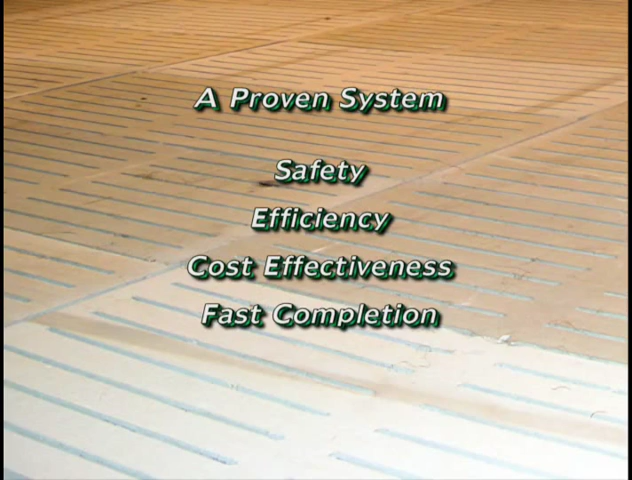 A Proven System
Safety
Efficiency
Cost Effectiveness
Fast Completion